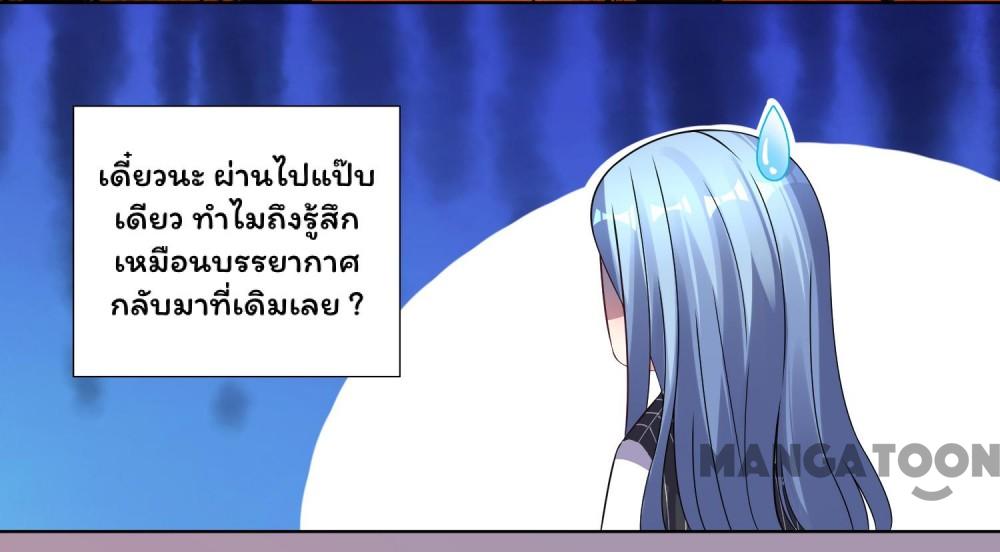 เดี๋ยวนะ ผ่านไปแป๊บ
เดียว ทำไมถึงรู้สึก
เหมือนบรรยากาศ
กลับมาที่เดิมเลย ?
MANGATOON